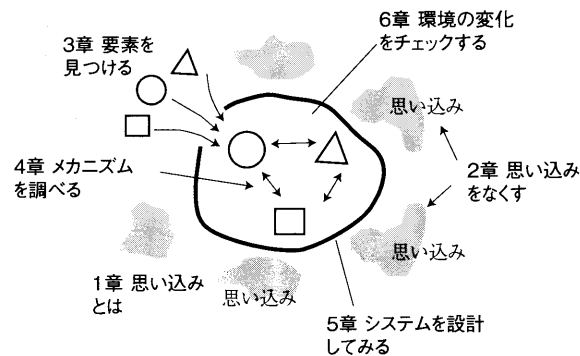 6章 環境の変化
をチェックする
3章 要素を
見つける
思い込み
4章 メカニズム
を調べる
2章 思い込み
をなくす
思い込み
1章 思い込み
とは
思い込み
5章 システムを設計
してみる